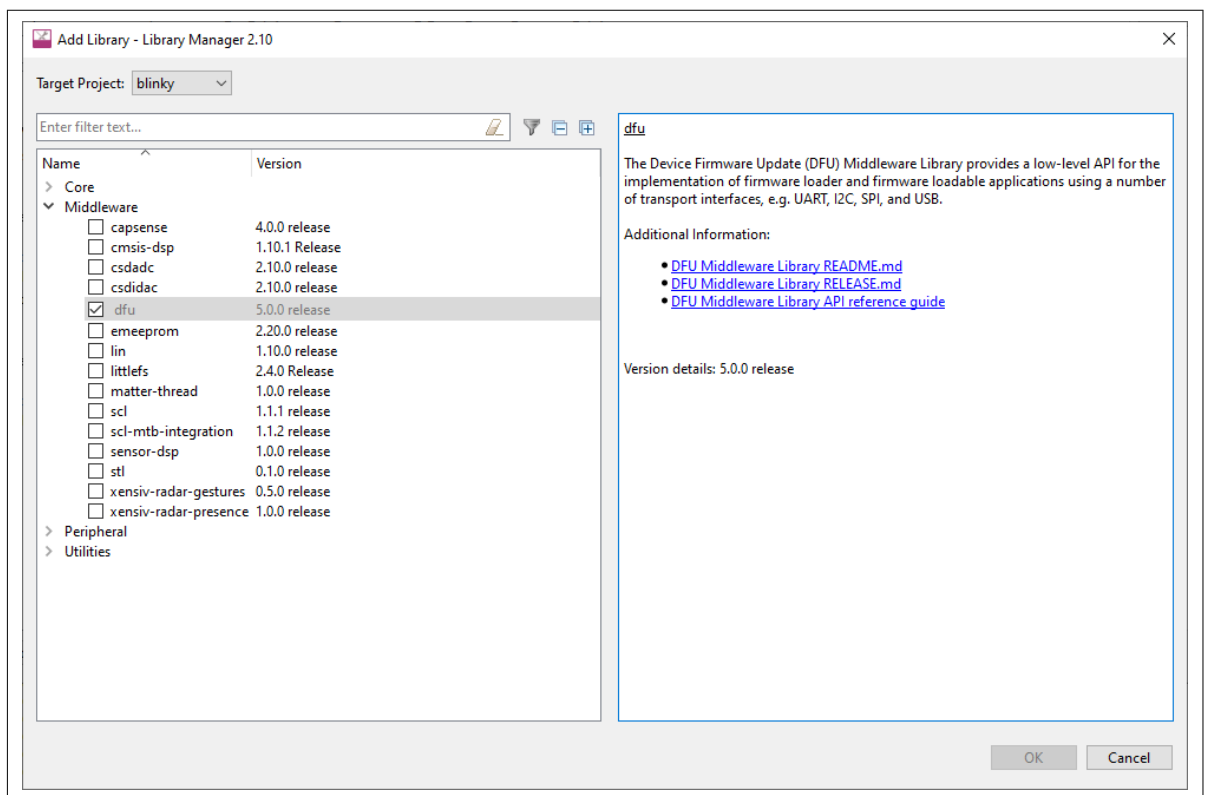 Add Library - Library Manager 2.10
Target Project: blinky
Enter filter text...
Name Version
Core
Middleware
capsense 4.0.0 release
cmsis-dsp 1.10.1 Release
csdadc 2.10.0 release
csdidac 2.10.0 release
dfu 5.0.0 release
emeeprom 2.20.0 release
lin 1.10.0 release
littlefs 2.4.0 Release
matter-thread 1.0.0 release
scl 1.1.1 release
scl-mtb-integration 1.1.2 release
sensor-dsp 1.0.0 release
stl 0.1.0 release
xensiv-radar-gestures 0.5.0 release
xensiv-radar-presence 1.0.0 release
Peripheral
Utilities
dfu
The Device Firmware Update (DFU) Middleware Library provides a low-level API for the
implementation of firmware loader and firmware loadable applications using a number
of transport interfaces, e.g. UART, I2C, SPI, and USB.
Additional Information:
DFU Middleware Library README.md
DFU Middleware Library RELEASE.md
DFU Middleware Library API reference guide
Version details: 5.0.0 release
OK Cancel